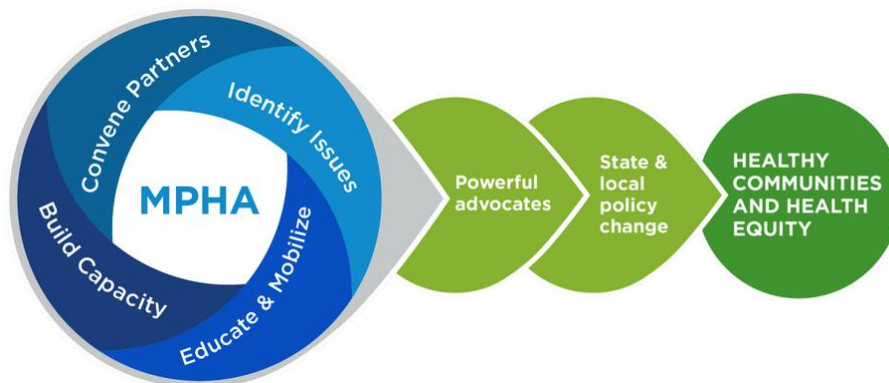 Convene Partners
Identify Issues
Build Capacity
Educate & Mobilize
MPHA
Powerful
advocates
State &
local
policy
change
HEALTHY
COMMUNITIES
AND HEALTH
EQUITY